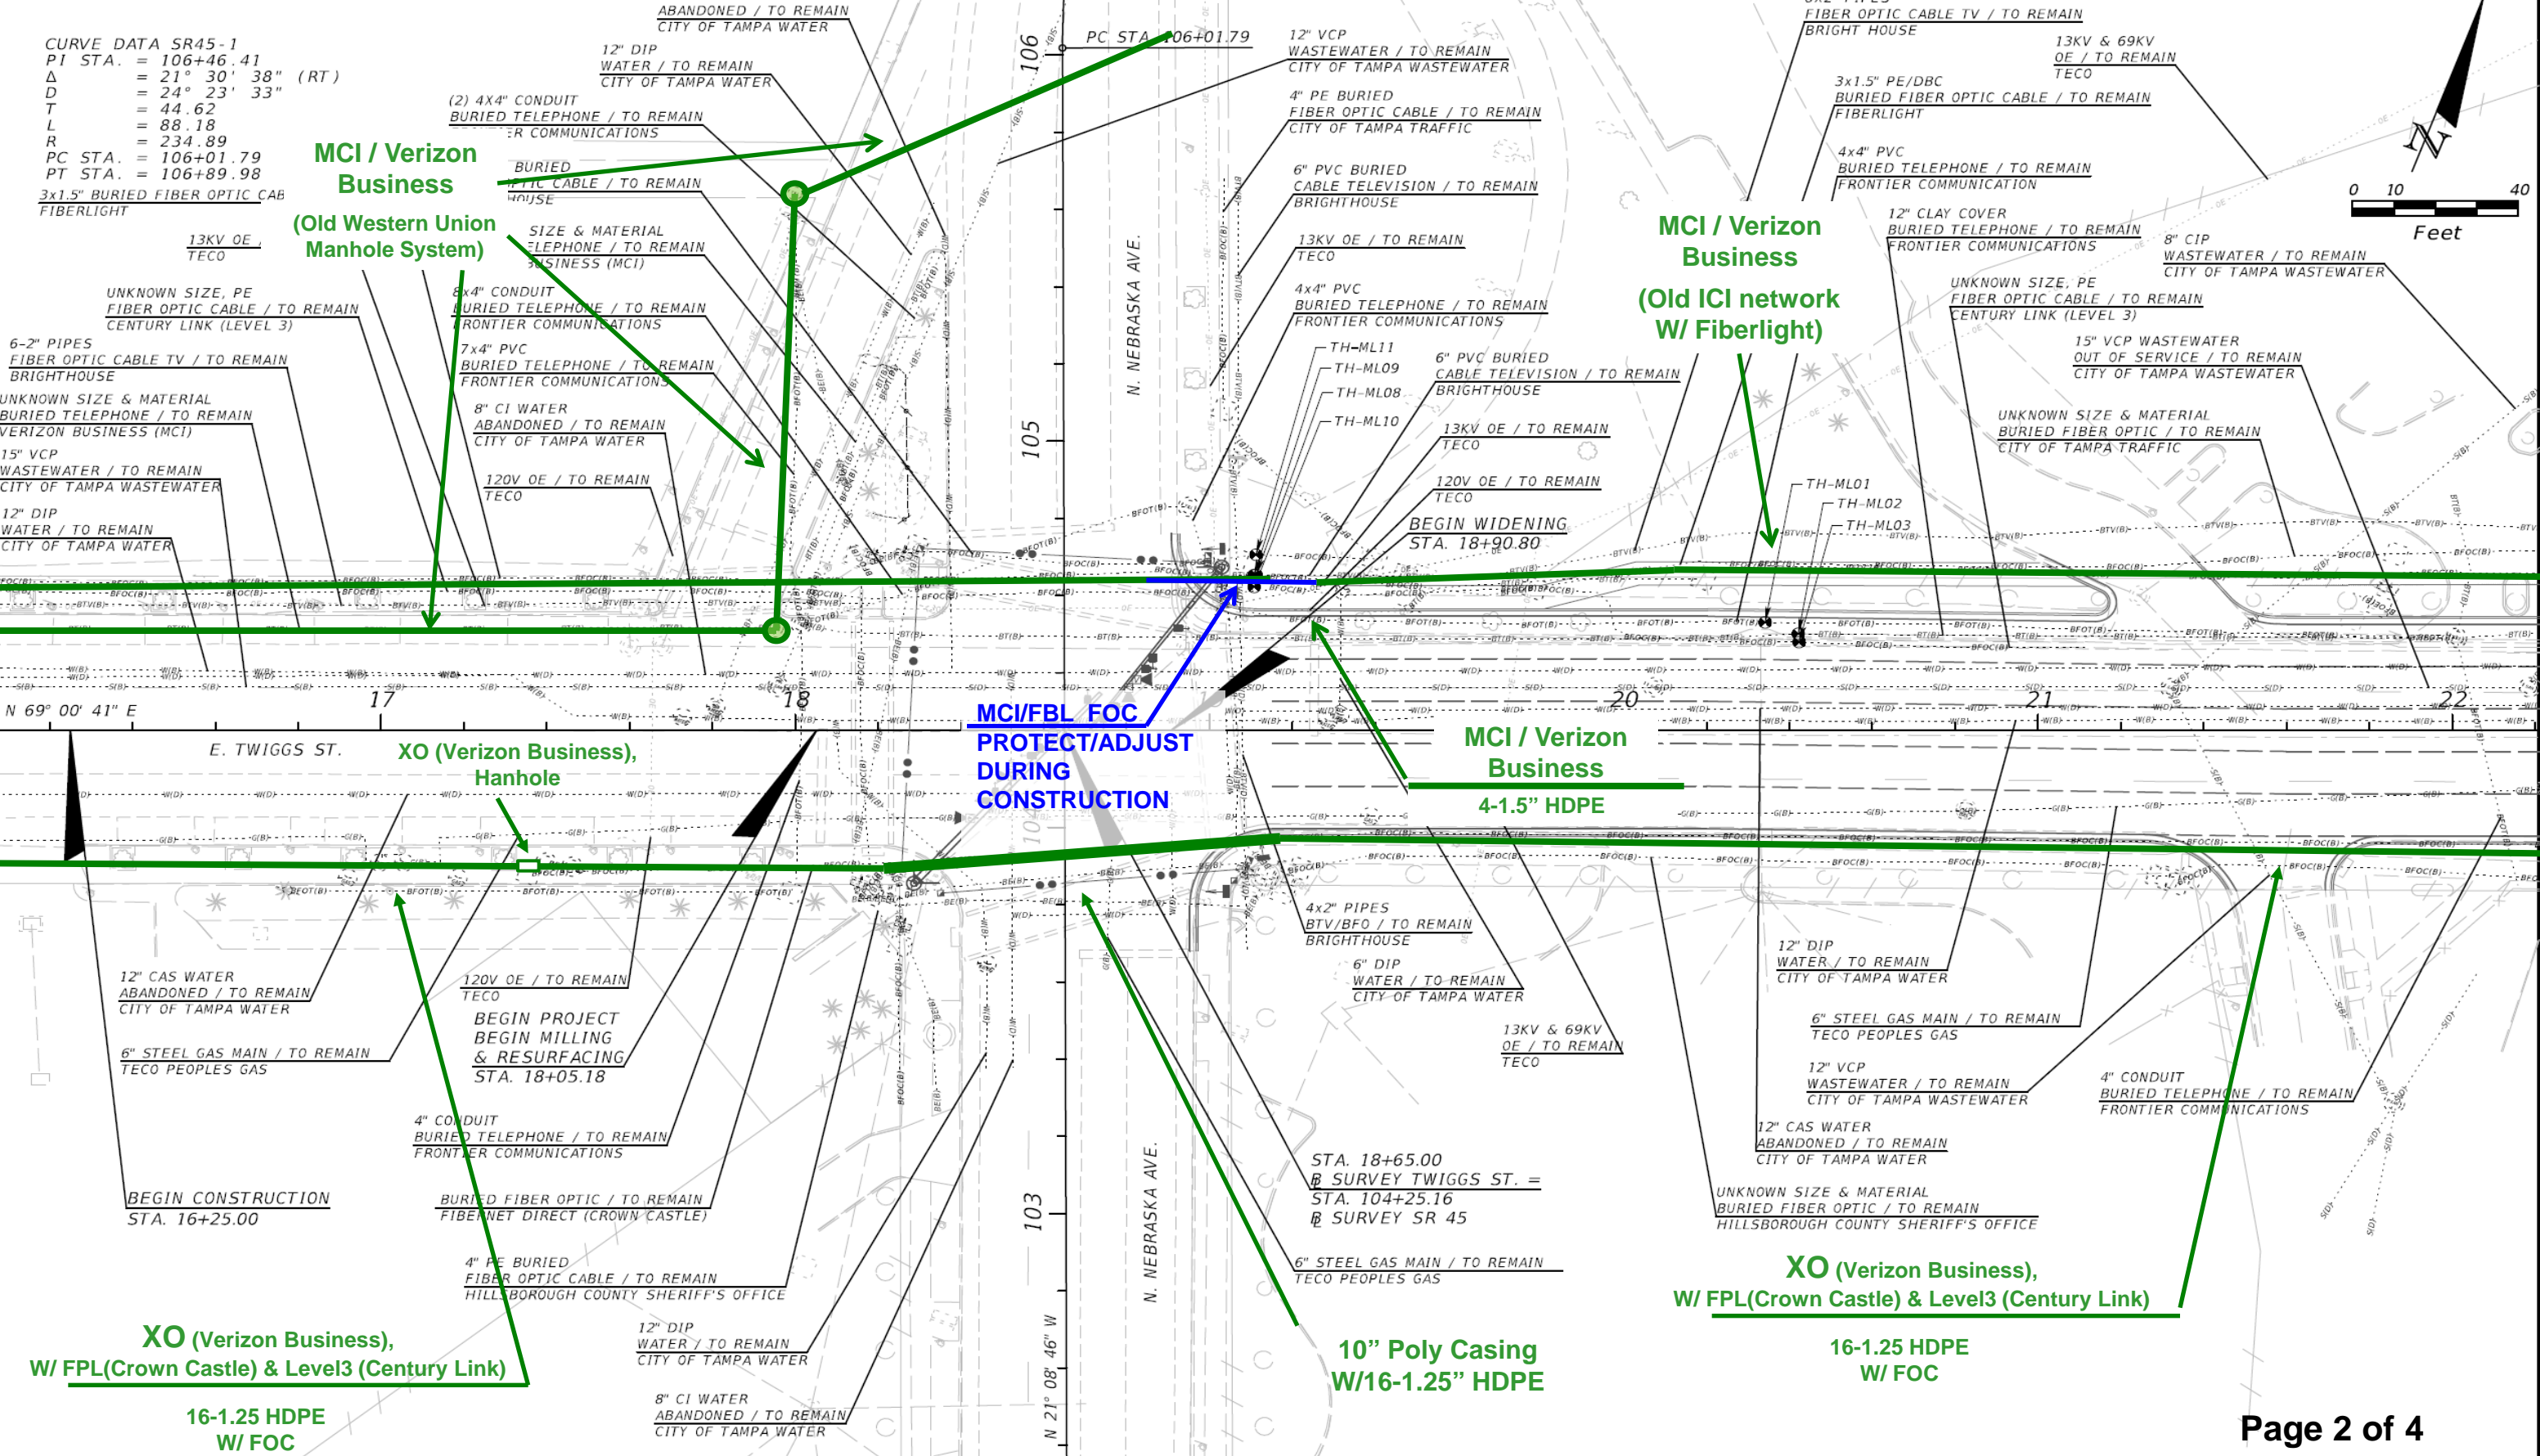 CURVE DATA SR45-1
PI STA. = 106+46.41
Δ = 21° 30' 38" (RT)
D = 24° 23' 33"
T = 44.62
L = 88.18
R = 234.89
PC STA. = 106+01.79
PT STA. = 106+89.98
3x1.5" BURIED FIBER OPTIC CAB
FIBERLIGHT
13KV OE
TECO
UNKNOWN SIZE, PE
FIBER OPTIC CABLE / TO REMAIN
CENTURY LINK (LEVEL 3)
6-2" PIPES
FIBER OPTIC CABLE TV / TO REMAIN
BRIGHTHOUSE
UNKNOWN SIZE & MATERIAL
BURIED TELEPHONE / TO REMAIN
VERIZON BUSINESS (MCI)
15" VCP
WASTEWATER / TO REMAIN
CITY OF TAMPA WASTEWATER
12" DIP
WATER / TO REMAIN
CITY OF TAMPA WATER
MCI / Verizon
Business
(Old Western Union
Manhole System)
ABANDONED / TO REMAIN
CITY OF TAMPA WATER
12" DIP
WATER / TO REMAIN
CITY OF TAMPA WATER
(2) 4X4" CONDUIT
BURIED TELEPHONE / TO REMAIN
ER COMMUNICATIONS
BURIED
PTIC CABLE / TO REMAIN
HOUSE
SIZE & MATERIAL
ELEPHONE / TO REMAIN
BUSINESS (MCI)
8x4" CONDUIT
BURIED TELEPHONE / TO REMAIN
FRONTIER COMMUNICATIONS
7x4" PVC
BURIED TELEPHONE / TO REMAIN
FRONTIER COMMUNICATIONS
8" CI WATER
ABANDONED / TO REMAIN
CITY OF TAMPA WATER
120V OE / TO REMAIN
TECO
106
PC STA. 106+01.79
N. NEBRASKA AVE.
105
12" VCP
WASTEWATER / TO REMAIN
CITY OF TAMPA WASTEWATER
4" PE BURIED
FIBER OPTIC CABLE / TO REMAIN
CITY OF TAMPA TRAFFIC
6" PVC BURIED
CABLE TELEVISION / TO REMAIN
BRIGHTHOUSE
13KV OE / TO REMAIN
TECO
4x4" PVC
BURIED TELEPHONE / TO REMAIN
FRONTIER COMMUNICATIONS
TH-ML11
TH-ML09
TH-ML08
TH-ML10
6" PVC BURIED
CABLE TELEVISION / TO REMAIN
BRIGHTHOUSE
13KV OE / TO REMAIN
TECO
120V OE / TO REMAIN
TECO
BEGIN WIDENING
STA. 18+90.80
FIBER OPTIC CABLE TV / TO REMAIN
BRIGHT HOUSE
13KV & 69KV
OE / TO REMAIN
TECO
3x1.5" PE/DBC
BURIED FIBER OPTIC CABLE / TO REMAIN
FIBERLIGHT
4x4" PVC
BURIED TELEPHONE / TO REMAIN
FRONTIER COMMUNICATION
12" CLAY COVER
BURIED TELEPHONE / TO REMAIN
FRONTIER COMMUNICATIONS
8" CIP
WASTEWATER / TO REMAIN
CITY OF TAMPA WASTEWATER
UNKNOWN SIZE, PE
FIBER OPTIC CABLE / TO REMAIN
CENTURY LINK (LEVEL 3)
15" VCP WASTEWATER
OUT OF SERVICE / TO REMAIN
CITY OF TAMPA WASTEWATER
UNKNOWN SIZE & MATERIAL
BURIED FIBER OPTIC / TO REMAIN
CITY OF TAMPA TRAFFIC
N
0 10 40
Feet
MCI / Verizon
Business
(Old ICI network
W/ Fiberlight)
TH-ML01
TH-ML02
TH-ML03
17
18
20
21
22
N 69° 00' 41" E
E. TWIGGS ST.
XO (Verizon Business),
Hanhole
MCI/FBL FOC
PROTECT/ADJUST
DURING
CONSTRUCTION
MCI / Verizon
Business
4-1.5” HDPE
12" CAS WATER
ABANDONED / TO REMAIN
CITY OF TAMPA WATER
6" STEEL GAS MAIN / TO REMAIN
TECO PEOPLES GAS
BEGIN CONSTRUCTION
STA. 16+25.00
120V OE / TO REMAIN
TECO
BEGIN PROJECT
BEGIN MILLING
& RESURFACING
STA. 18+05.18
4" CONDUIT
BURIED TELEPHONE / TO REMAIN
FRONTIER COMMUNICATIONS
BURIED FIBER OPTIC / TO REMAIN
FIBERNET DIRECT (CROWN CASTLE)
4" PE BURIED
FIBER OPTIC CABLE / TO REMAIN
HILLSBOROUGH COUNTY SHERIFF'S OFFICE
12" DIP
WATER / TO REMAIN
CITY OF TAMPA WATER
8" CI WATER
ABANDONED / TO REMAIN
CITY OF TAMPA WATER
103
N. NEBRASKA AVE.
N 21° 08' 46" W
4x2" PIPES
BTV/BFO / TO REMAIN
BRIGHTHOUSE
6" DIP
WATER / TO REMAIN
CITY OF TAMPA WATER
13KV & 69KV
OE / TO REMAIN
TECO
STA. 18+65.00
℄ SURVEY TWIGGS ST. =
STA. 104+25.16
℄ SURVEY SR 45
6" STEEL GAS MAIN / TO REMAIN
TECO PEOPLES GAS
12" DIP
WATER / TO REMAIN
CITY OF TAMPA WATER
6" STEEL GAS MAIN / TO REMAIN
TECO PEOPLES GAS
12" VCP
WASTEWATER / TO REMAIN
CITY OF TAMPA WASTEWATER
4" CONDUIT
BURIED TELEPHONE / TO REMAIN
FRONTIER COMMUNICATIONS
12" CAS WATER
ABANDONED / TO REMAIN
CITY OF TAMPA WATER
UNKNOWN SIZE & MATERIAL
BURIED FIBER OPTIC / TO REMAIN
HILLSBOROUGH COUNTY SHERIFF'S OFFICE
XO (Verizon Business),
W/ FPL(Crown Castle) & Level3 (Century Link)
16-1.25 HDPE
W/ FOC
10” Poly Casing
W/16-1.25” HDPE
XO (Verizon Business),
W/ FPL(Crown Castle) & Level3 (Century Link)
16-1.25 HDPE
W/ FOC
Page 2 of 4